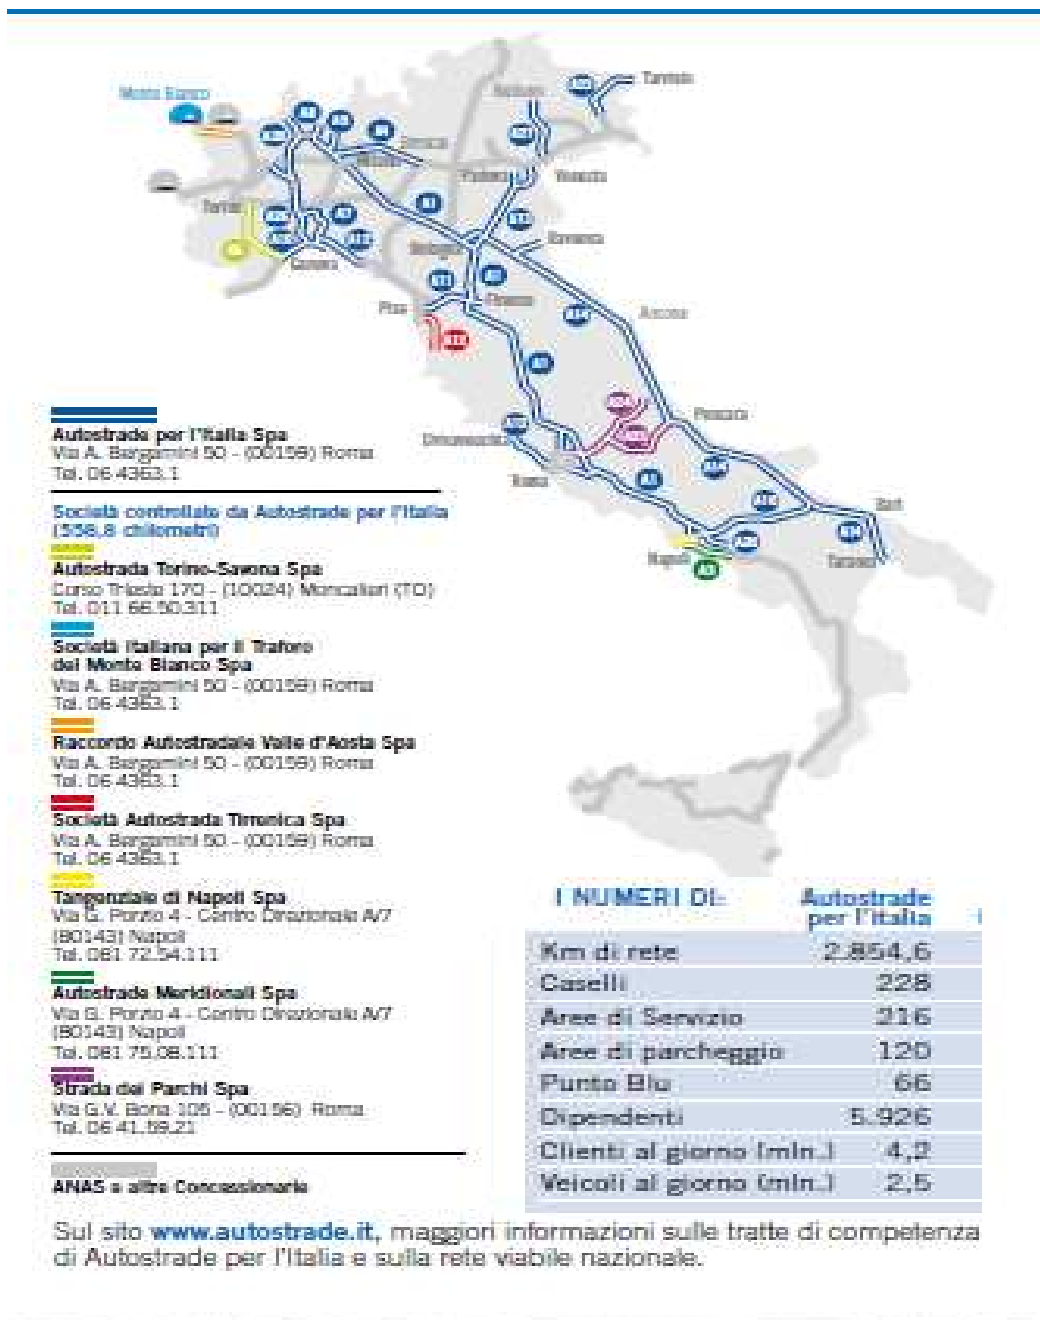 Monte Bianco
Tarvisio
Torino
Padova
Venezia
Ravenna
Bologna
Genova
Firenze
Pisa
Ancona
Pescara
Civitavecchia
Roma
Napoli
Bari
Taranto
Autostrade per l'Italia Spa
Via A. Bergamini 50 - (00159) Roma
Tel. 06 4363.1
Società controllate da Autostrade per l'Italia
(558,8 chilometri)
Autostrada Torino-Savona Spa
Corso Trieste 170 - (10024) Moncalieri (TO)
Tel. 011 66.50.311
Società Italiana per il Traforo
del Monte Bianco Spa
Via A. Bergamini 50 - (00159) Roma
Tel. 06 4363.1
Raccordo Autostradale Valle d'Aosta Spa
Via A. Bergamini 50 - (00159) Roma
Tel. 06 4363.1
Società Autostrada Tirrenica Spa
Via A. Bergamini 50 - (00159) Roma
Tel. 06 4363.1
Tangenziale di Napoli Spa
Via G. Porzio 4 - Centro Direzionale A/7
(80143) Napoli
Tel. 081 72.54.111
Autostrade Meridionali Spa
Via G. Porzio 4 - Centro Direzionale A/7
(80143) Napoli
Tel. 081 75.08.111
Strada dei Parchi Spa
Via G.V. Bona 105 - (00156) Roma
Tel. 06 41.59.21
ANAS e altre Concessionarie
I NUMERI DI: Autostrade
per l'Italia
Km di rete 2.854,6
Caselli 228
Aree di Servizio 216
Aree di parcheggio 120
Punto Blu 66
Dipendenti 5.926
Clienti al giorno (mln.) 4,2
Veicoli al giorno (mln.) 2,5
Sul sito www.autostrade.it, maggiori informazioni sulle tratte di competenza
di Autostrade per l'Italia e sulla rete viabile nazionale.